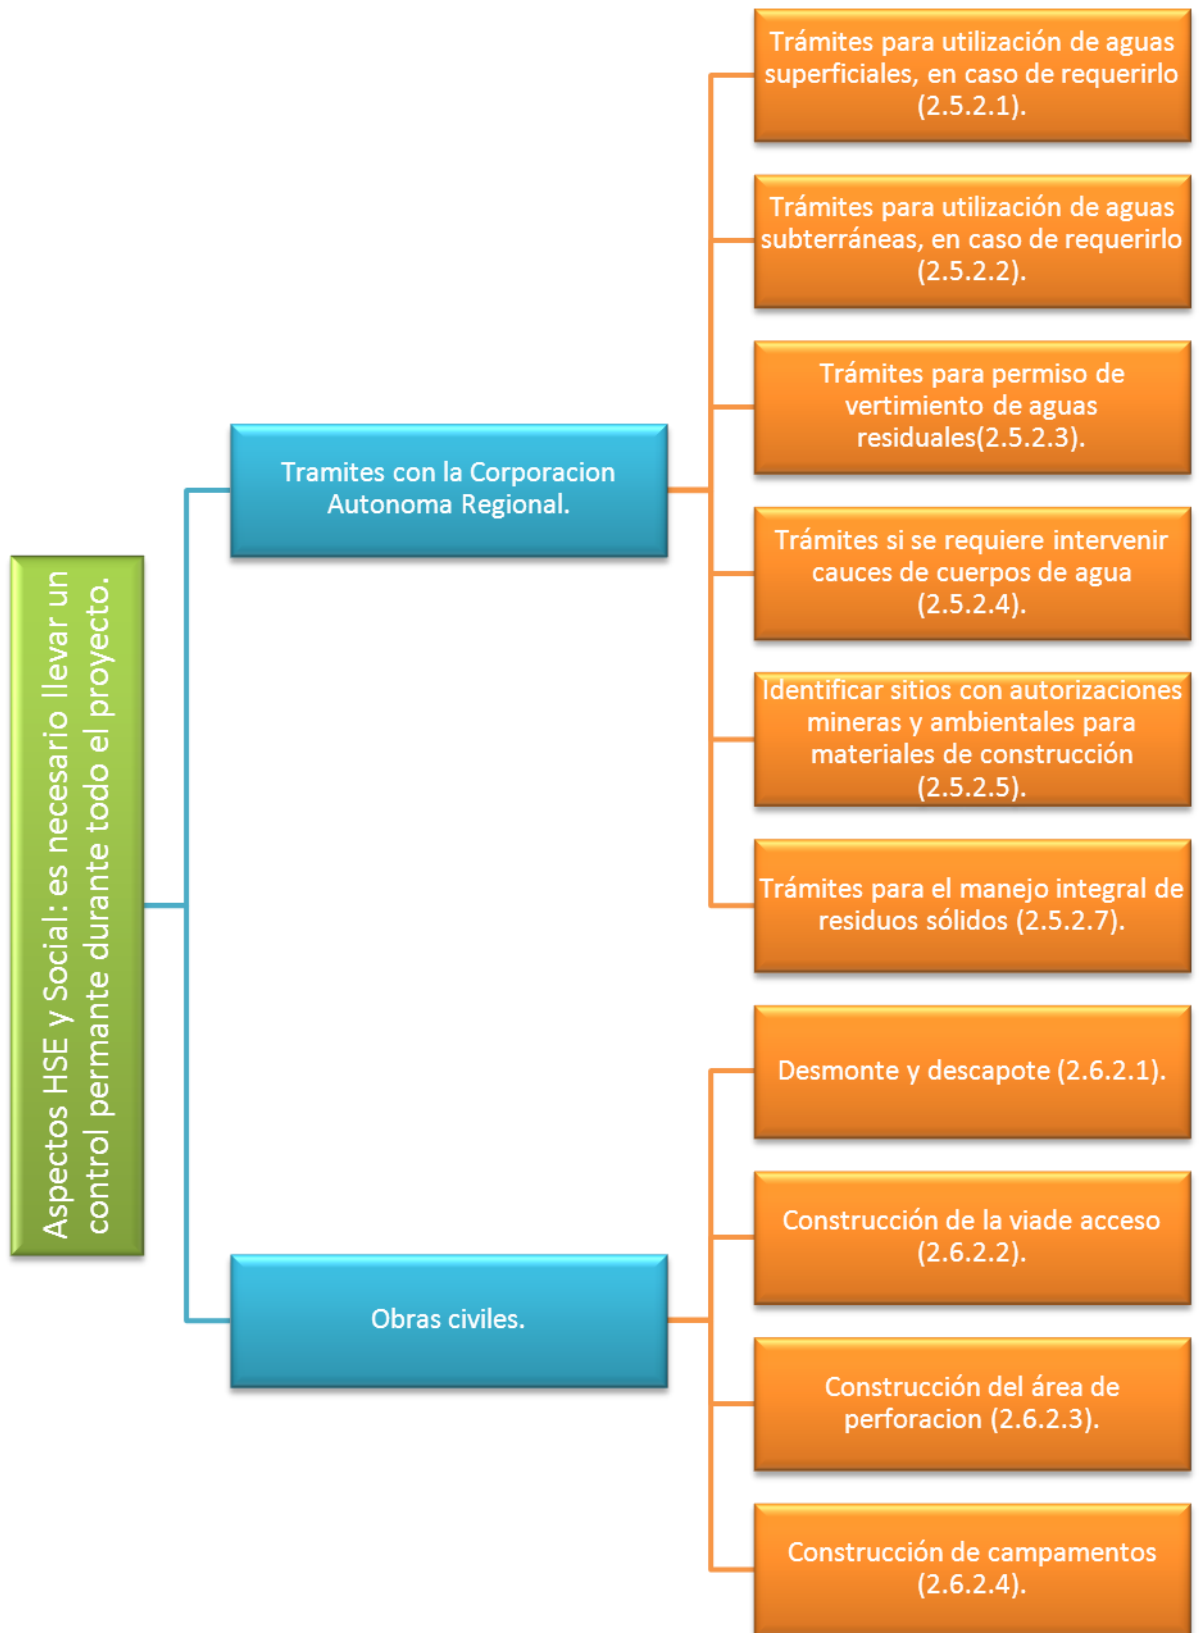 Aspectos HSE y Social: es necesario llevar un
control permante durante todo el proyecto.
Tramites con la Corporacion
Autonoma Regional.
Trámites para utilización de aguas
superficiales, en caso de requerirlo
(2.5.2.1).
Trámites para utilización de aguas
subterráneas, en caso de requerirlo
(2.5.2.2).
Trámites para permiso de
vertimiento de aguas
residuales(2.5.2.3).
Trámites si se requiere intervenir
cauces de cuerpos de agua
(2.5.2.4).
Identificar sitios con autorizaciones
mineras y ambientales para
materiales de construcción
(2.5.2.5).
Trámites para el manejo integral de
residuos sólidos (2.5.2.7).
Obras civiles.
Desmonte y descapote (2.6.2.1).
Construcción de la viade acceso
(2.6.2.2).
Construcción del área de
perforacion (2.6.2.3).
Construcción de campamentos
(2.6.2.4).